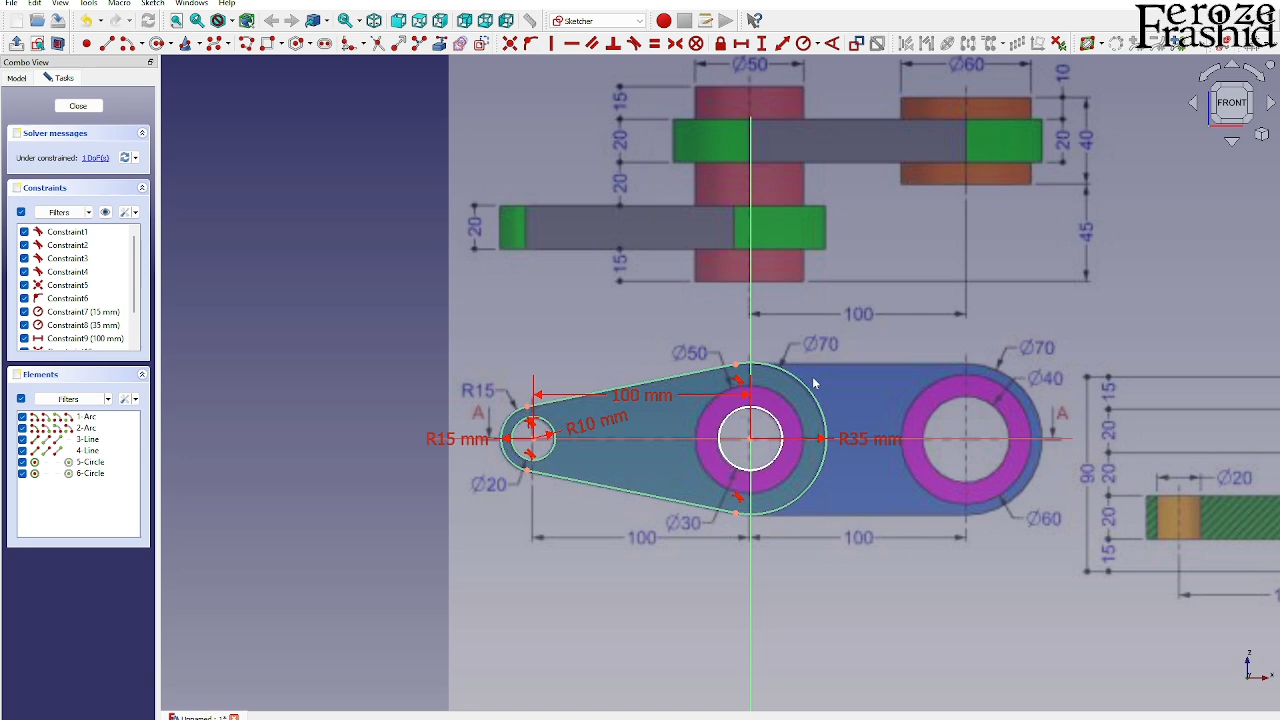 File Edit View Sketch Windows Help
Feroze
Frashid
Sketcher
Combo View
Model Tasks
Close
Solver messages
Under constrained: 1 DoF(s)
Constraints
Filters
Constraint1
Constraint2
Constraint3
Constraint4
Constraint5
Constraint6
Constraint7 (15 mm)
Constraint8 (35 mm)
Constraint9 (100 mm)
Elements
Filters
1-Arc
2-Arc
3-Line
4-Line
5-Circle
6-Circle
FRONT
Ø50
Ø60
10
15
20
20
40
20
20
45
15
100
Ø50
Ø70
Ø70
R15
Ø40
A
A
100 mm
R10 mm
R15 mm
R35 mm
Ø20
Ø30
Ø60
100
100
15
20
90
20
20
15
Ø20
z
x
Unnamed : 1*